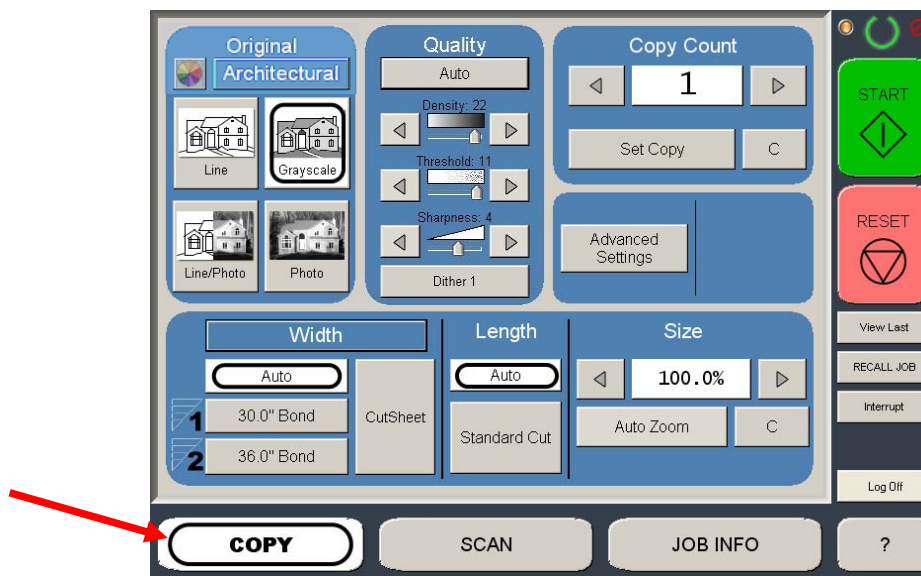 Original
Architectural
Line
Grayscale
Line/Photo
Photo
Quality
Auto
Density: 22
Threshold: 11
Sharpness: 4
Dither 1
Copy Count
1
Set Copy
C
Advanced
Settings
Width
Auto
1
30.0" Bond
2
36.0" Bond
CutSheet
Length
Auto
Standard Cut
Size
100.0%
Auto Zoom
C
START
RESET
View Last
RECALL JOB
Interrupt
Log Off
COPY
SCAN
JOB INFO
?